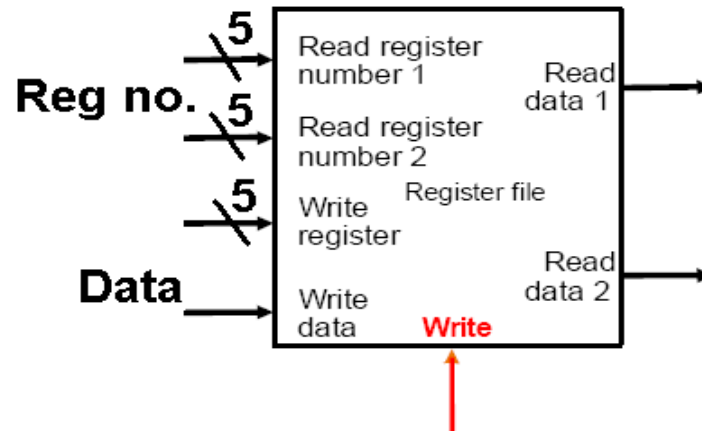 5
Read register
number 1
Reg no.
5
Read register
number 2
5
Write
register
Data
Write
data
Register file
Write
Read
data 1
Read
data 2